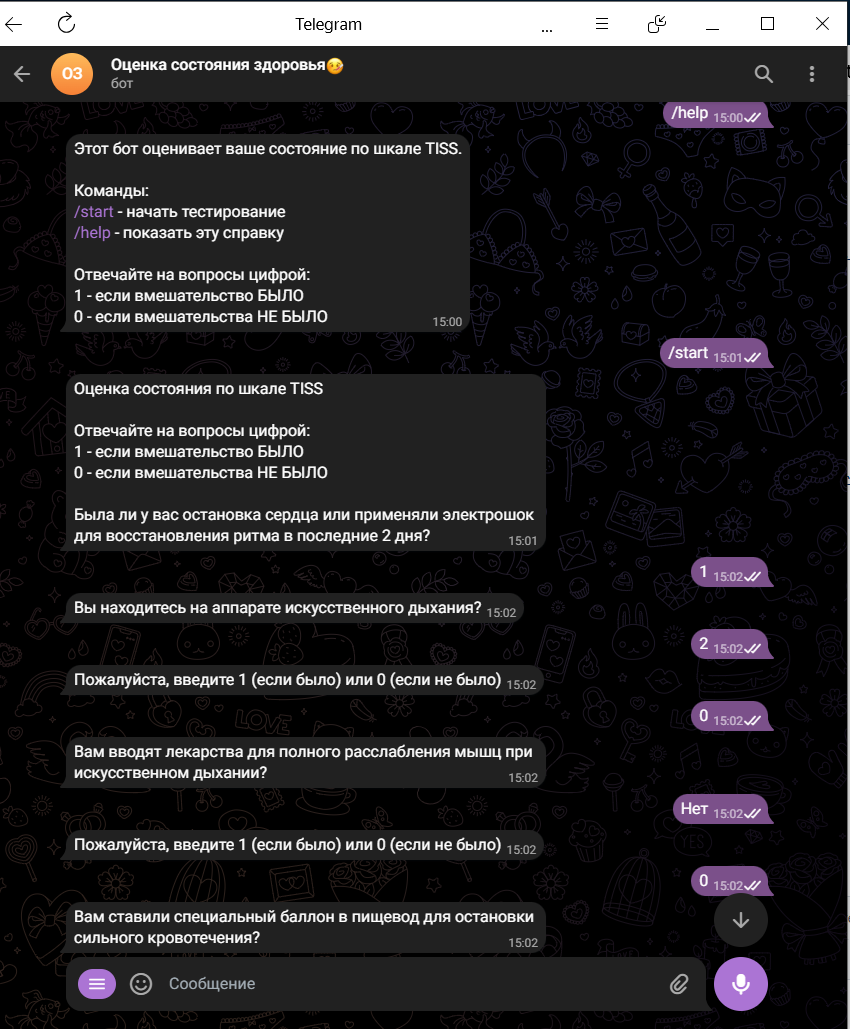 Telegram
...
ОЗ
Оценка состояния здоровья🤒
бот
/help 15:00
Этот бот оценивает ваше состояние по шкале TISS.
Команды:
/start - начать тестирование
/help - показать эту справку
Отвечайте на вопросы цифрой:
1 - если вмешательство БЫЛО
0 - если вмешательства НЕ БЫЛО
15:00
/start 15:01
Оценка состояния по шкале TISS
Отвечайте на вопросы цифрой:
1 - если вмешательство БЫЛО
0 - если вмешательства НЕ БЫЛО
Была ли у вас остановка сердца или применяли электрошок
для восстановления ритма в последние 2 дня?
15:01
1 15:02
Вы находитесь на аппарате искусственного дыхания? 15:02
2 15:02
Пожалуйста, введите 1 (если было) или 0 (если не было) 15:02
0 15:02
LOVE
Вам вводят лекарства для полного расслабления мышц при
искусственном дыхании?
15:02
Нет 15:02
YES
Пожалуйста, введите 1 (если было) или 0 (если не было) 15:02
0 15:02
Вам ставили специальный баллон в пищевод для остановки
сильного кровотечения?
15:02
Сообщение